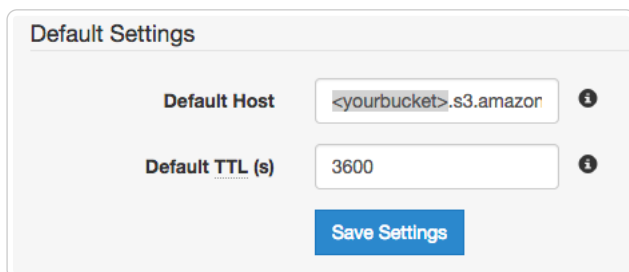 Default Settings
Default Host <yourbucket>.s3.amazon
Default TTL (s) 3600
Save Settings